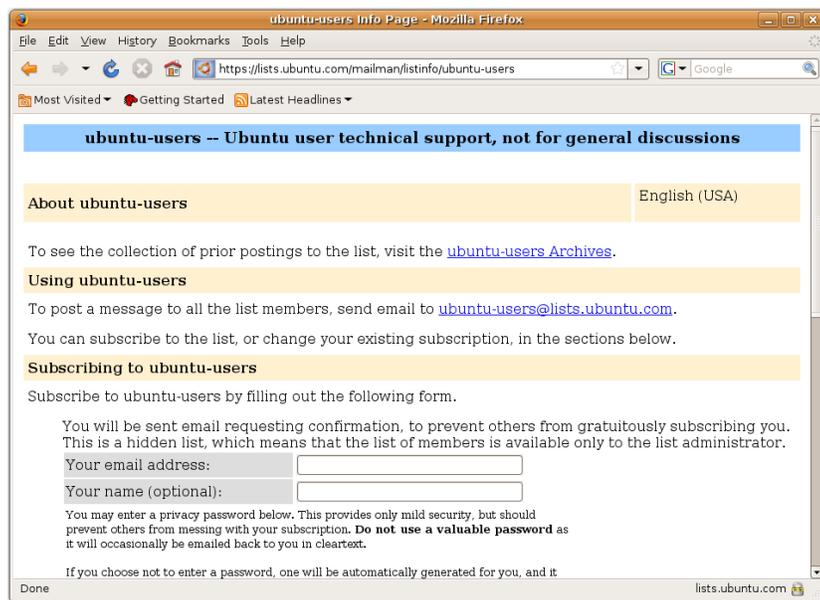 ubuntu-users Info Page - Mozilla Firefox
File Edit View History Bookmarks Tools Help
https://lists.ubuntu.com/mailman/listinfo/ubuntu-users
G Google
Most Visited Getting Started Latest Headlines
ubuntu-users -- Ubuntu user technical support, not for general discussions
About ubuntu-users
English (USA)
To see the collection of prior postings to the list, visit the ubuntu-users Archives.
Using ubuntu-users
To post a message to all the list members, send email to ubuntu-users@lists.ubuntu.com.
You can subscribe to the list, or change your existing subscription, in the sections below.
Subscribing to ubuntu-users
Subscribe to ubuntu-users by filling out the following form.
You will be sent email requesting confirmation, to prevent others from gratuitously subscribing you.
This is a hidden list, which means that the list of members is available only to the list administrator.
Your email address:
Your name (optional):
You may enter a privacy password below. This provides only mild security, but should
prevent others from messing with your subscription. Do not use a valuable password as
it will occasionally be emailed back to you in cleartext.
If you choose not to enter a password, one will be automatically generated for you, and it
Done
lists.ubuntu.com